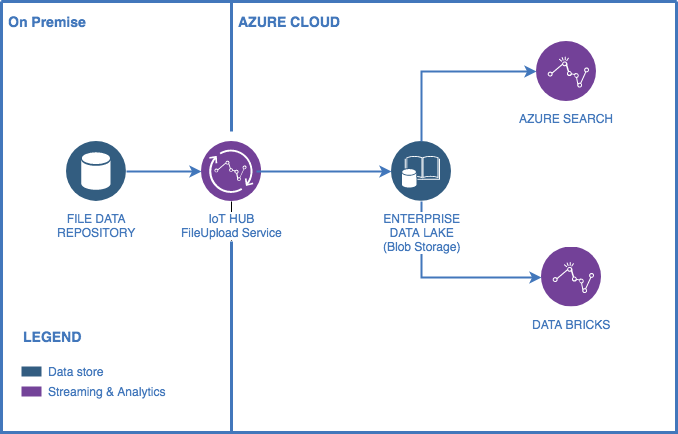 On Premise
AZURE CLOUD
AZURE SEARCH
FILE DATA
REPOSITORY
IoT HUB
FileUpload Service
ENTERPRISE
DATA LAKE
(Blob Storage)
DATA BRICKS
LEGEND
Data store
Streaming & Analytics